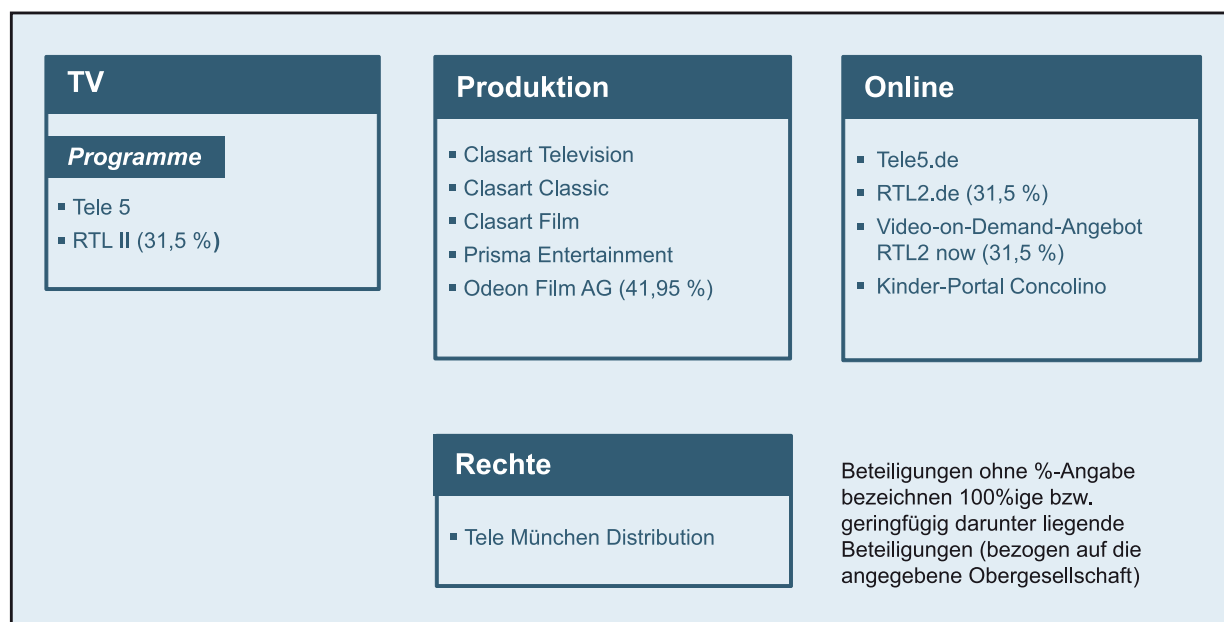 TV
Programme
▪ Tele 5
▪ RTL II (31,5 %)
Produktion
▪ Clasart Television
▪ Clasart Classic
▪ Clasart Film
▪ Prisma Entertainment
▪ Odeon Film AG (41,95 %)
Online
▪ Tele5.de
▪ RTL2.de (31,5 %)
▪ Video-on-Demand-Angebot
RTL2 now (31,5 %)
▪ Kinder-Portal Concolino
Rechte
▪ Tele München Distribution
Beteiligungen ohne %-Angabe
bezeichnen 100%ige bzw.
geringfügig darunter liegende
Beteiligungen (bezogen auf die
angegebene Obergesellschaft)